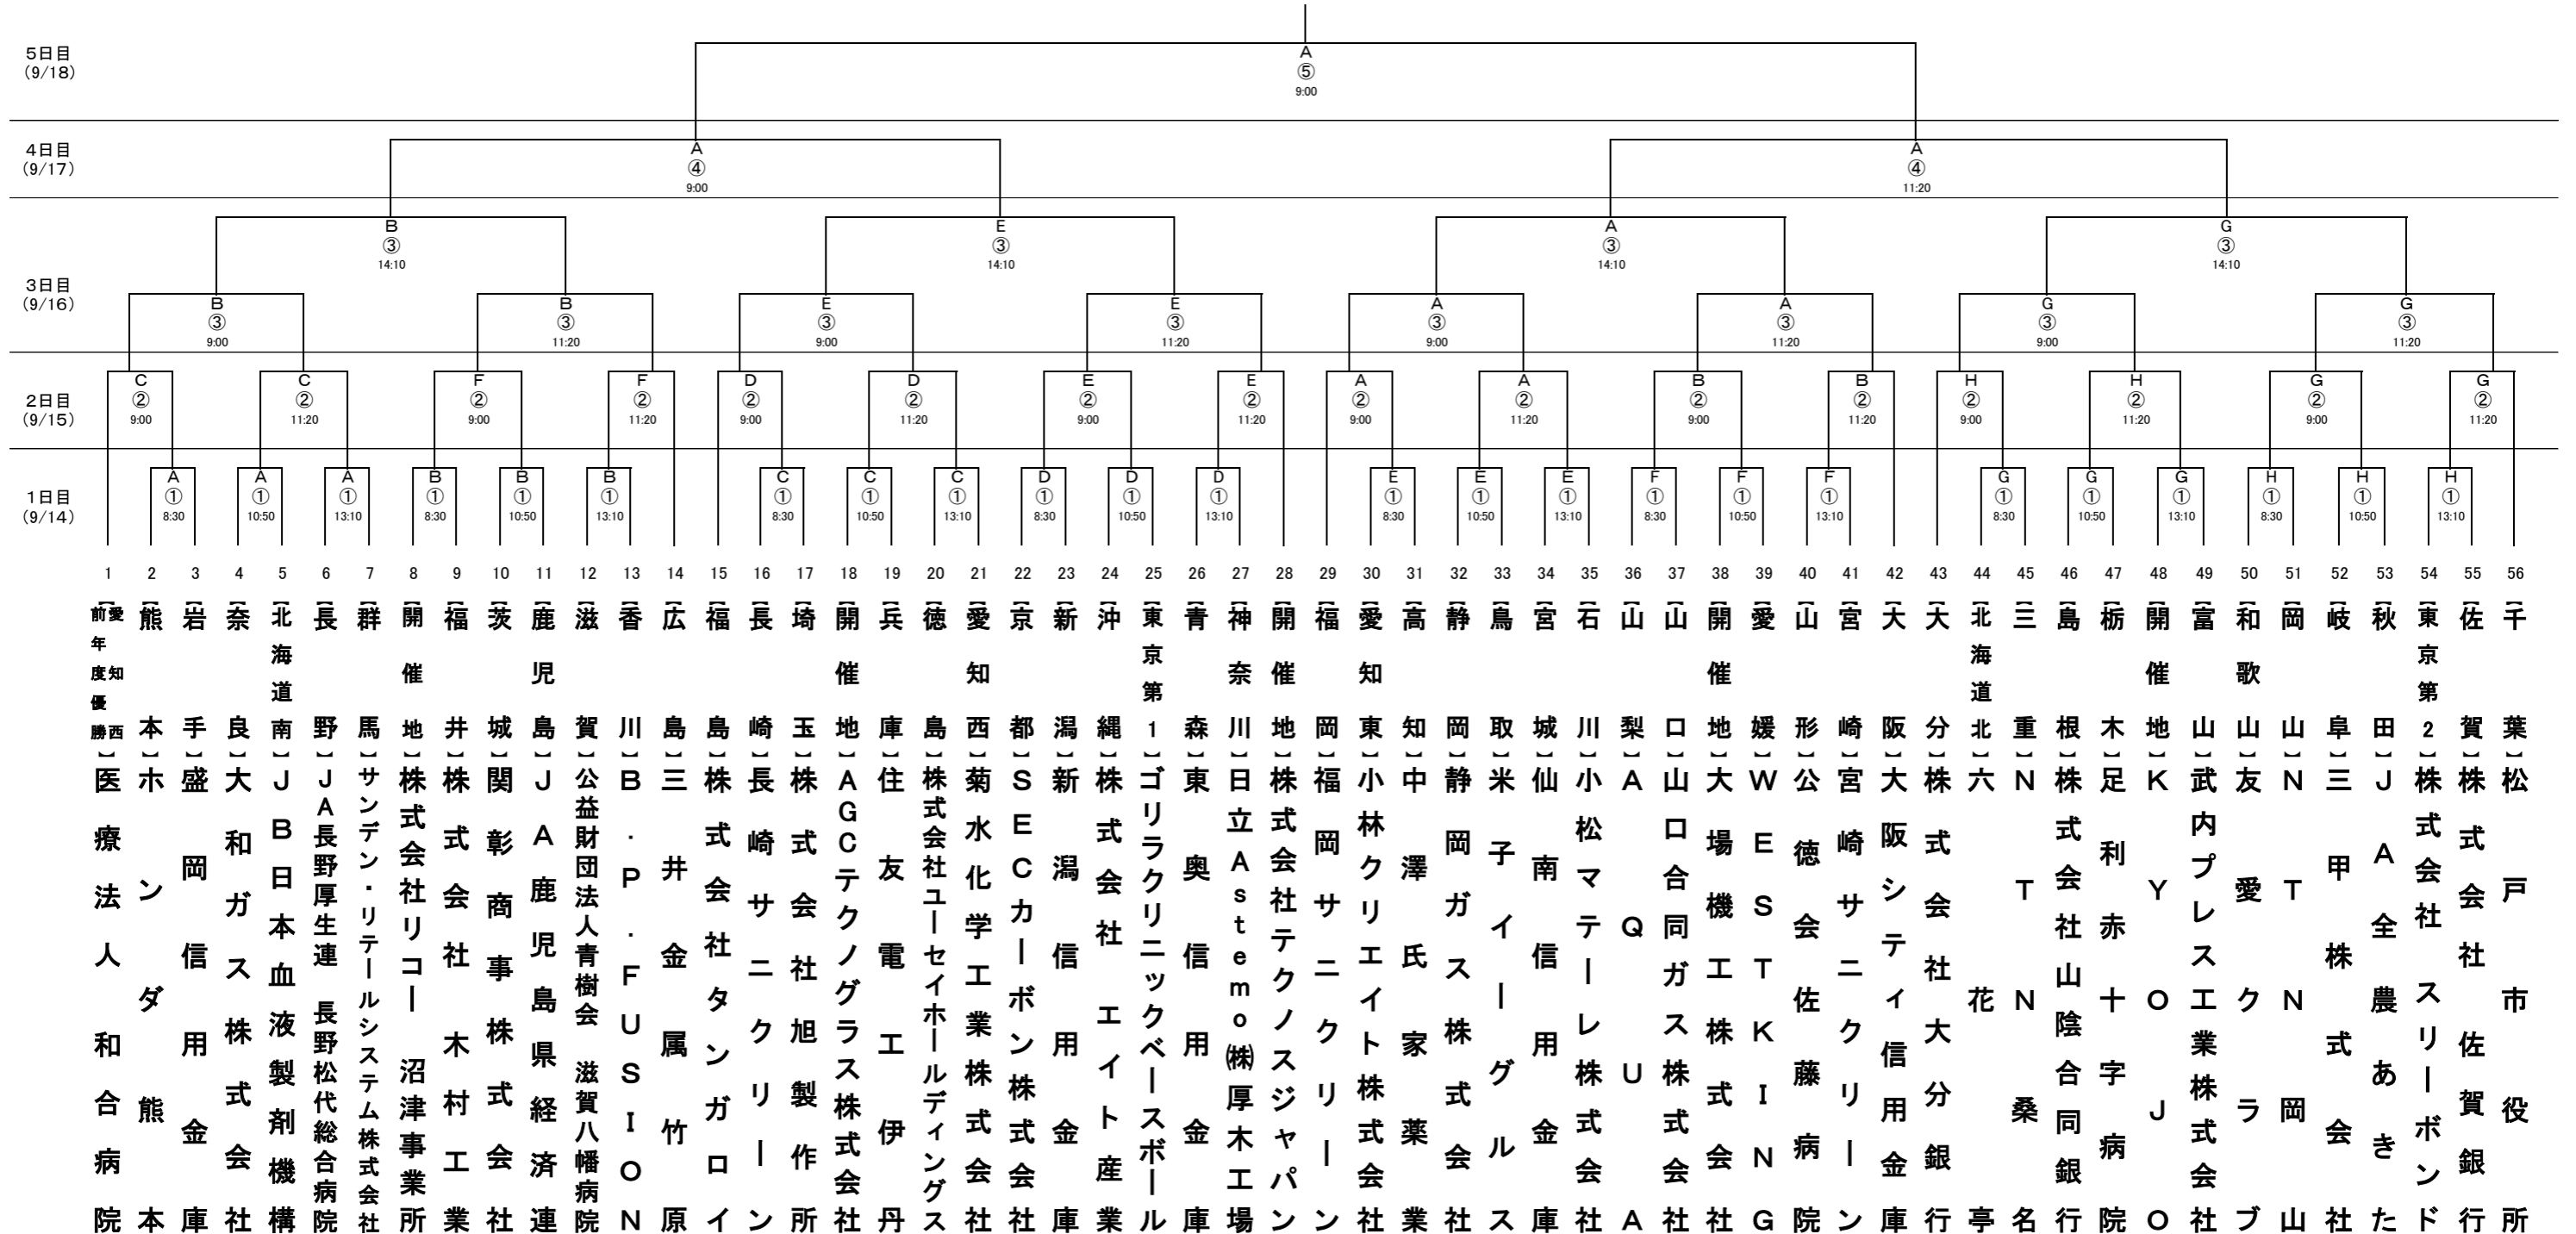 5日目
(9/18)
A
⑤
9:00
4日目
(9/17)
A
④
9:00
A
④
11:20
3日目
(9/16)
B
③
14:10
E
③
14:10
A
③
14:10
G
③
14:10
B
③
9:00
B
③
11:20
E
③
9:00
E
③
11:20
A
③
9:00
A
③
11:20
G
③
9:00
G
③
11:20
2日目
(9/15)
C
②
9:00
C
②
11:20
F
②
9:00
F
②
11:20
D
②
9:00
D
②
11:20
E
②
9:00
E
②
11:20
A
②
9:00
A
②
11:20
B
②
9:00
B
②
11:20
H
②
9:00
H
②
11:20
G
②
9:00
G
②
11:20
1日目
(9/14)
A
①
8:30
A
①
10:50
A
①
13:10
B
①
8:30
B
①
10:50
B
①
13:10
C
①
8:30
C
①
10:50
C
①
13:10
D
①
8:30
D
①
10:50
D
①
13:10
E
①
8:30
E
①
10:50
E
①
13:10
F
①
8:30
F
①
10:50
F
①
13:10
G
①
8:30
G
①
10:50
G
①
13:10
H
①
8:30
H
①
10:50
H
①
13:10
1
【前年度優勝
愛知西】
医療法人和合病院
2
【熊本】ホンダ熊本
3
【岩手】盛岡信用金庫
4
【奈良】大和ガス株式会社
5
【北海道南】JB日本血液製剤機構
6
【長野】JA長野厚生連 長野松代総合病院
7
【群馬】サンデン・リテールシステム株式会社
8
【開催地】株式会社リコー 沼津事業所
9
【福井】株式会社木村工業
10
【茨城】関彰商事株式会社
11
【鹿児島】JA鹿児島県経済連
12
【滋賀】公益財団法人青樹会 滋賀八幡病院
13
【香川】B.P.FUSION
14
【広島】三井金属竹原
15
【福島】株式会社タンガロイ
16
【長崎】長崎サニクリーン
17
【埼玉】株式会社旭製作所
18
【開催地】AGCテクノグラス株式会社
19
【兵庫】住友電工伊丹
20
【徳島】株式会社ユーセイホールディングス
21
【愛知西】菊水化学工業株式会社
22
【京都】SECカーボン株式会社
23
【新潟】新潟信用金庫
24
【沖縄】株式会社 エイト産業
25
【東京第1】ゴリラクリニックベースボール
26
【青森】東奥信用金庫
27
【神奈川】日立Astemo㈱厚木工場
28
【開催地】株式会社テクノスジャパン
29
【福岡】福岡サニクリーン
30
【愛知東】小林クリエイト株式会社
31
【高知】中澤氏家薬業
32
【静岡】静岡ガス株式会社
33
【鳥取】米子イーグルス
34
【宮城】仙南信用金庫
35
【石川】小松マテーレ株式会社
36
【山梨】AQUA
37
【山口】山口合同ガス株式会社
38
【開催地】大場機工株式会社
39
【愛媛】WESTKING
40
【山形】公徳会佐藤病院
41
【宮崎】宮崎サニクリーン
42
【大阪】大阪シティ信用金庫
43
【大分】株式会社大分銀行
44
【北海道北】六花亭
45
【三重】NTN桑名
46
【島根】株式会社山陰合同銀行
47
【栃木】足利赤十字病院
48
【開催地】KYOJO
49
【富山】武内プレス工業株式会社
50
【和歌山】友愛クラブ
51
【岡山】NTN岡山
52
【岐阜】三甲株式会社
53
【秋田】JA全農あきた
54
【東京第2】株式会社 スリーボンド
55
【佐賀】株式会社佐賀銀行
56
【千葉】松戸市役所